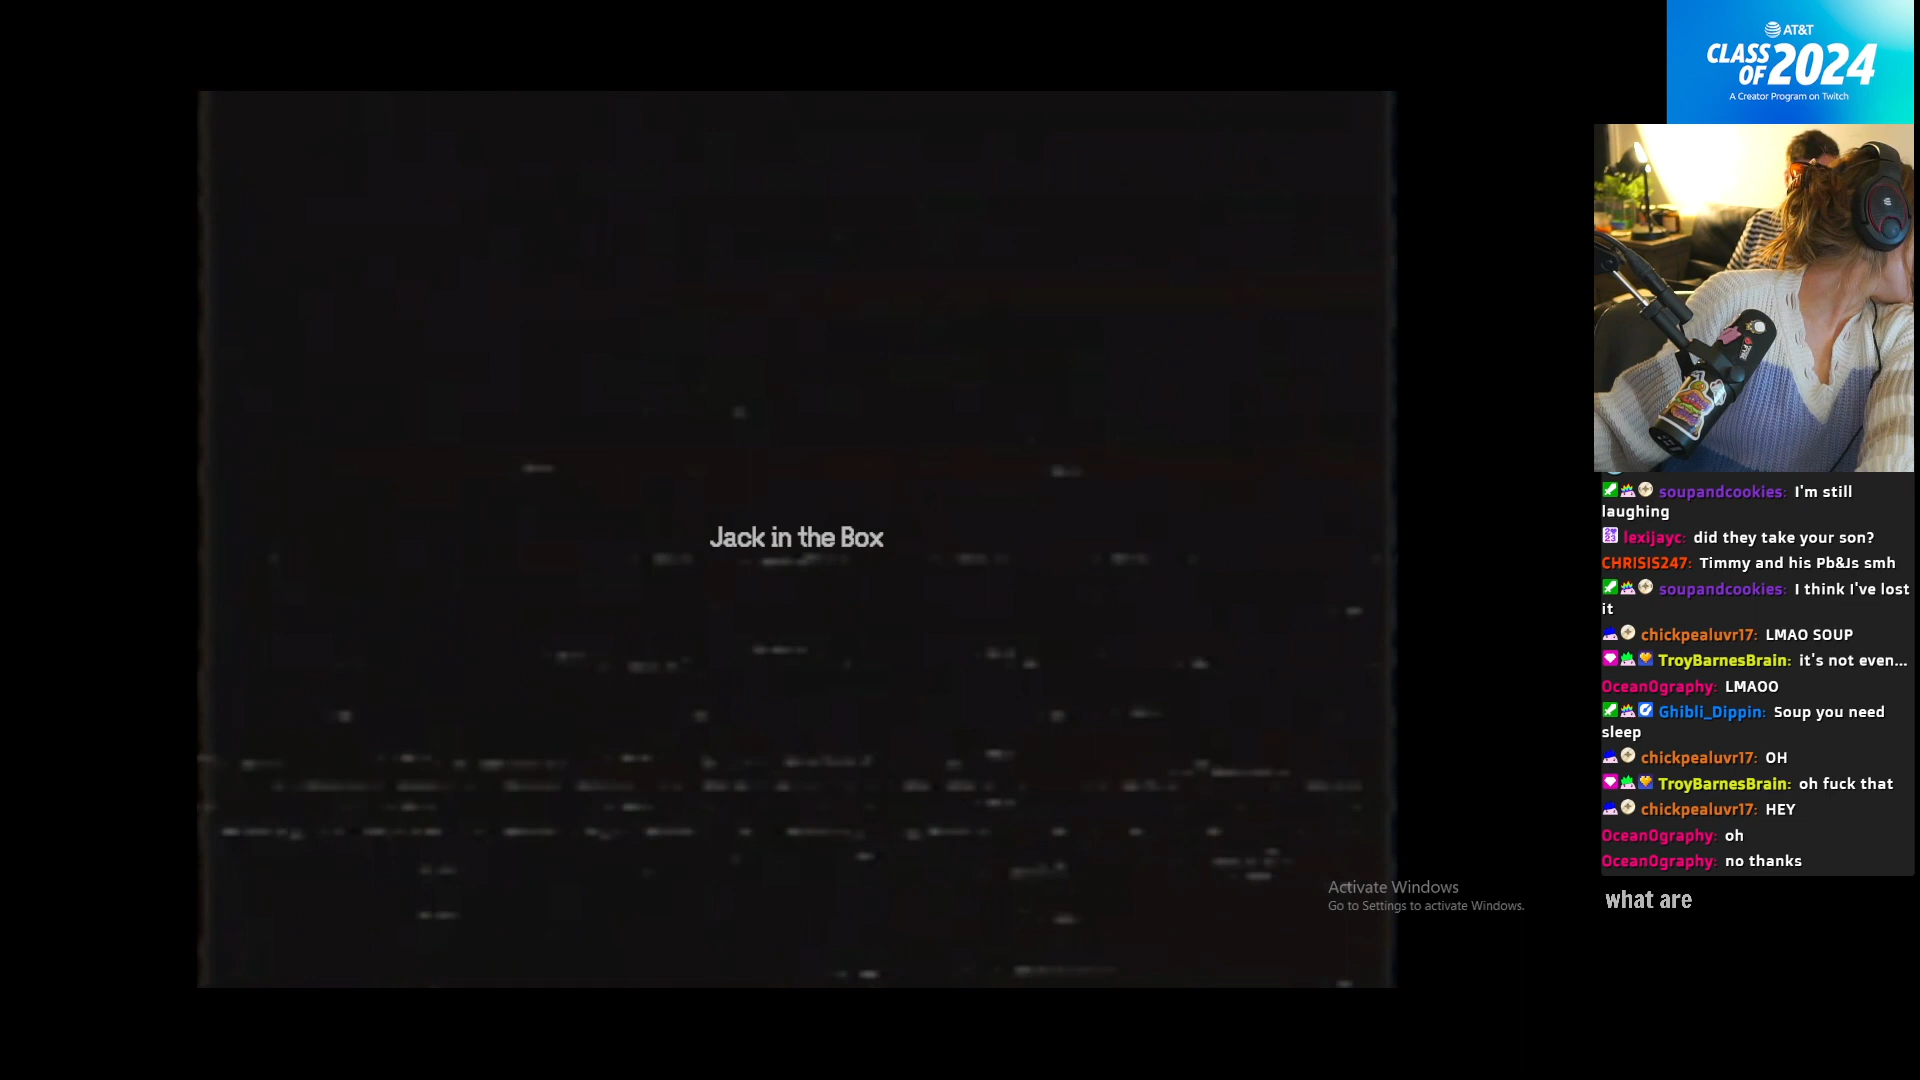 AT&T
CLASS
OF 2024
A Creator Program on Twitch
Jack in the Box
soupandcookies: I'm still
laughing
lexijayc: did they take your son?
CHRISIS247: Timmy and his Pb&Js smh
soupandcookies: I think I've lost
it
chickpealuvr17: LMAO SOUP
TroyBarnesBrain: it's not even...
OceanOgraphy: LMAOO
Ghibli_Dippin: Soup you need
sleep
chickpealuvr17: OH
TroyBarnesBrain: oh fuck that
chickpealuvr17: HEY
OceanOgraphy: oh
OceanOgraphy: no thanks
Activate Windows
Go to Settings to activate Windows.
what are